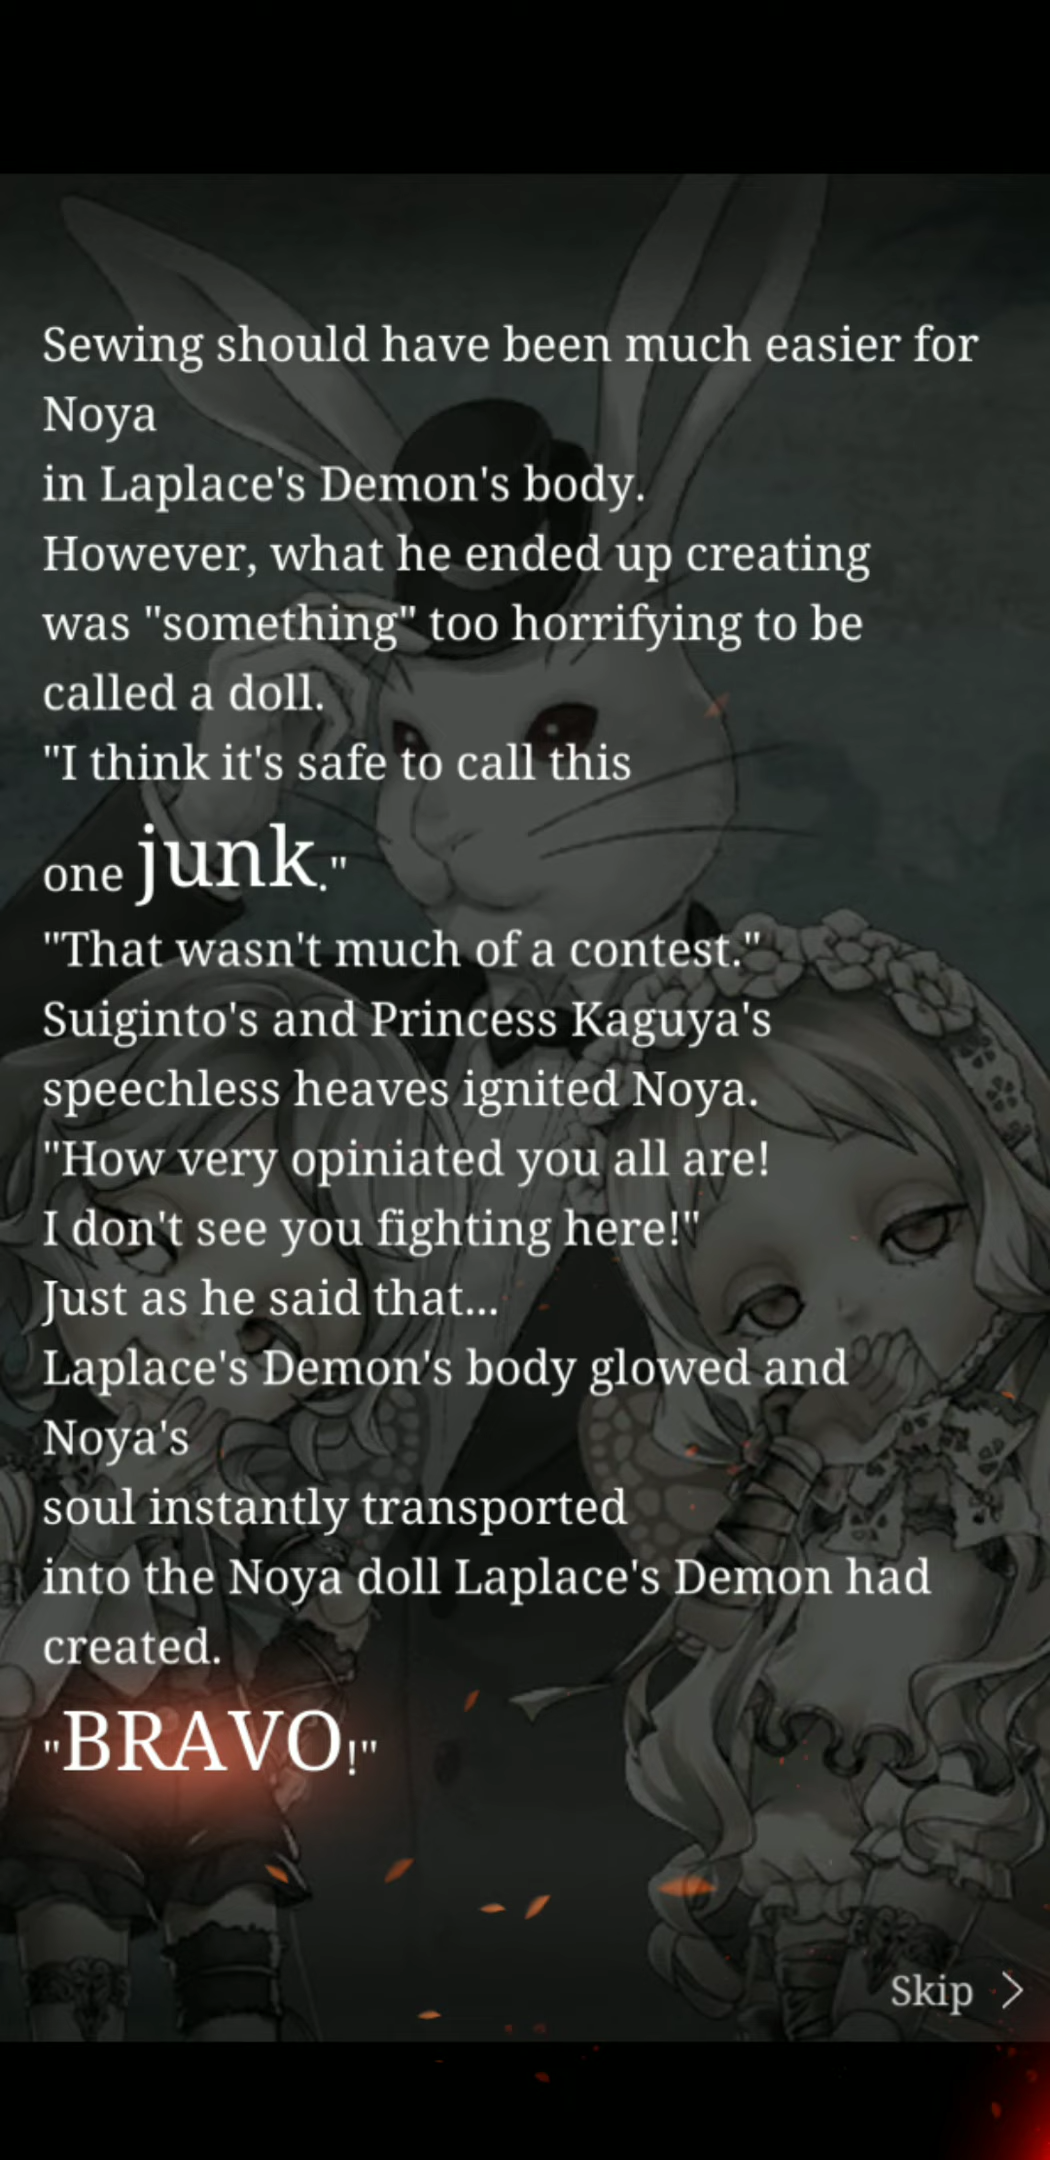 Sewing should have been much easier for
Noya
in Laplace's Demon's body.
However, what he ended up creating
was "something" too horrifying to be
called a doll.
"I think it's safe to call this
one junk."
"That wasn't much of a contest."
Suiginto's and Princess Kaguya's
speechless heaves ignited Noya.
"How very opiniated you all are!
I don't see you fighting here!"
Just as he said that...
Laplace's Demon's body glowed and
Noya's
soul instantly transported
into the Noya doll Laplace's Demon had
created.
"BRAVO!"
Skip >